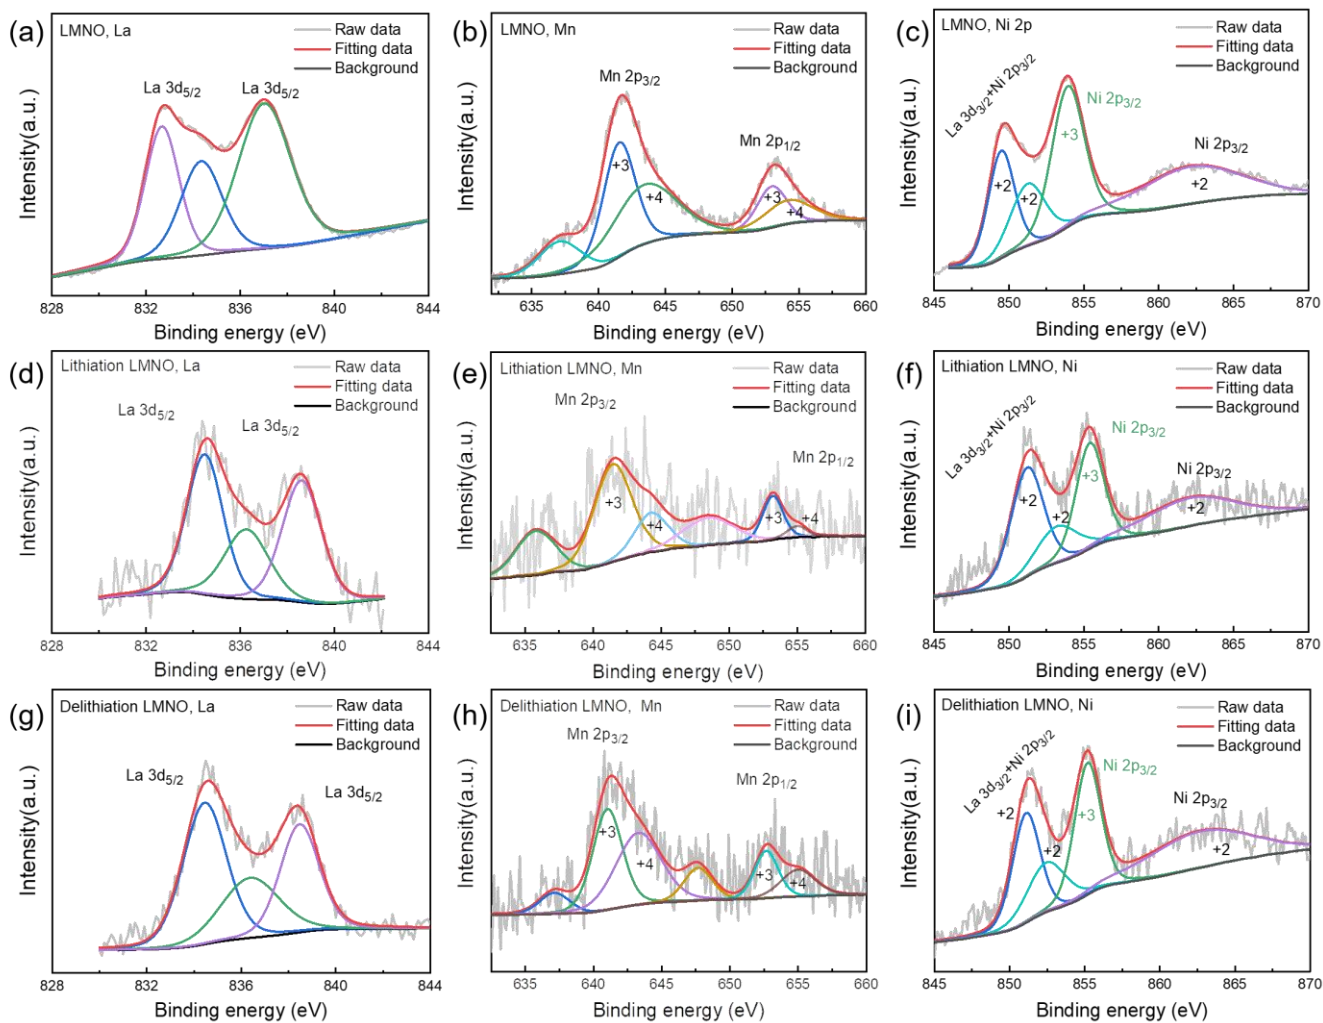 (a)
LMNO, La
Raw data
Fitting data
Background
La 3d5/2
La 3d5/2
Intensity(a.u.)
828 832 836 840 844
Binding energy (eV)
(b)
LMNO, Mn
Raw data
Fitting data
Background
Mn 2p3/2
Mn 2p1/2
+3
+4
+3
+4
Intensity(a.u.)
635 640 645 650 655 660
Binding energy (eV)
(c)
LMNO, Ni 2p
Raw data
Fitting data
Background
La 3d3/2+Ni 2p3/2
Ni 2p3/2
Ni 2p3/2
+2
+2
+3
+2
Intensity(a.u.)
845 850 855 860 865 870
Binding energy (eV)
(d)
Lithiation LMNO, La
Raw data
Fitting data
Background
La 3d5/2
La 3d5/2
Intensity(a.u.)
828 832 836 840 844
Binding energy (eV)
(e)
Lithiation LMNO, Mn
Raw data
Fitting data
Background
Mn 2p3/2
Mn 2p1/2
+3
+4
+3
+4
Intensity(a.u.)
635 640 645 650 655 660
Binding energy (eV)
(f)
Lithiation LMNO, Ni
Raw data
Fitting data
Background
La 3d3/2+Ni 2p3/2
Ni 2p3/2
Ni 2p3/2
+2
+2
+3
+2
Intensity(a.u.)
845 850 855 860 865 870
Binding energy (eV)
(g)
Delithiation LMNO, La
Raw data
Fitting data
Background
La 3d5/2
La 3d5/2
Intensity(a.u.)
828 832 836 840 844
Binding energy (eV)
(h)
Delithiation LMNO, Mn
Raw data
Fitting data
Background
Mn 2p3/2
Mn 2p1/2
+3
+4
+3
+4
Intensity(a.u.)
635 640 645 650 655 660
Binding energy (eV)
(i)
Delithiation LMNO, Ni
Raw data
Fitting data
Background
La 3d3/2+Ni 2p3/2
Ni 2p3/2
Ni 2p3/2
+2
+2
+3
+2
Intensity(a.u.)
845 850 855 860 865 870
Binding energy (eV)